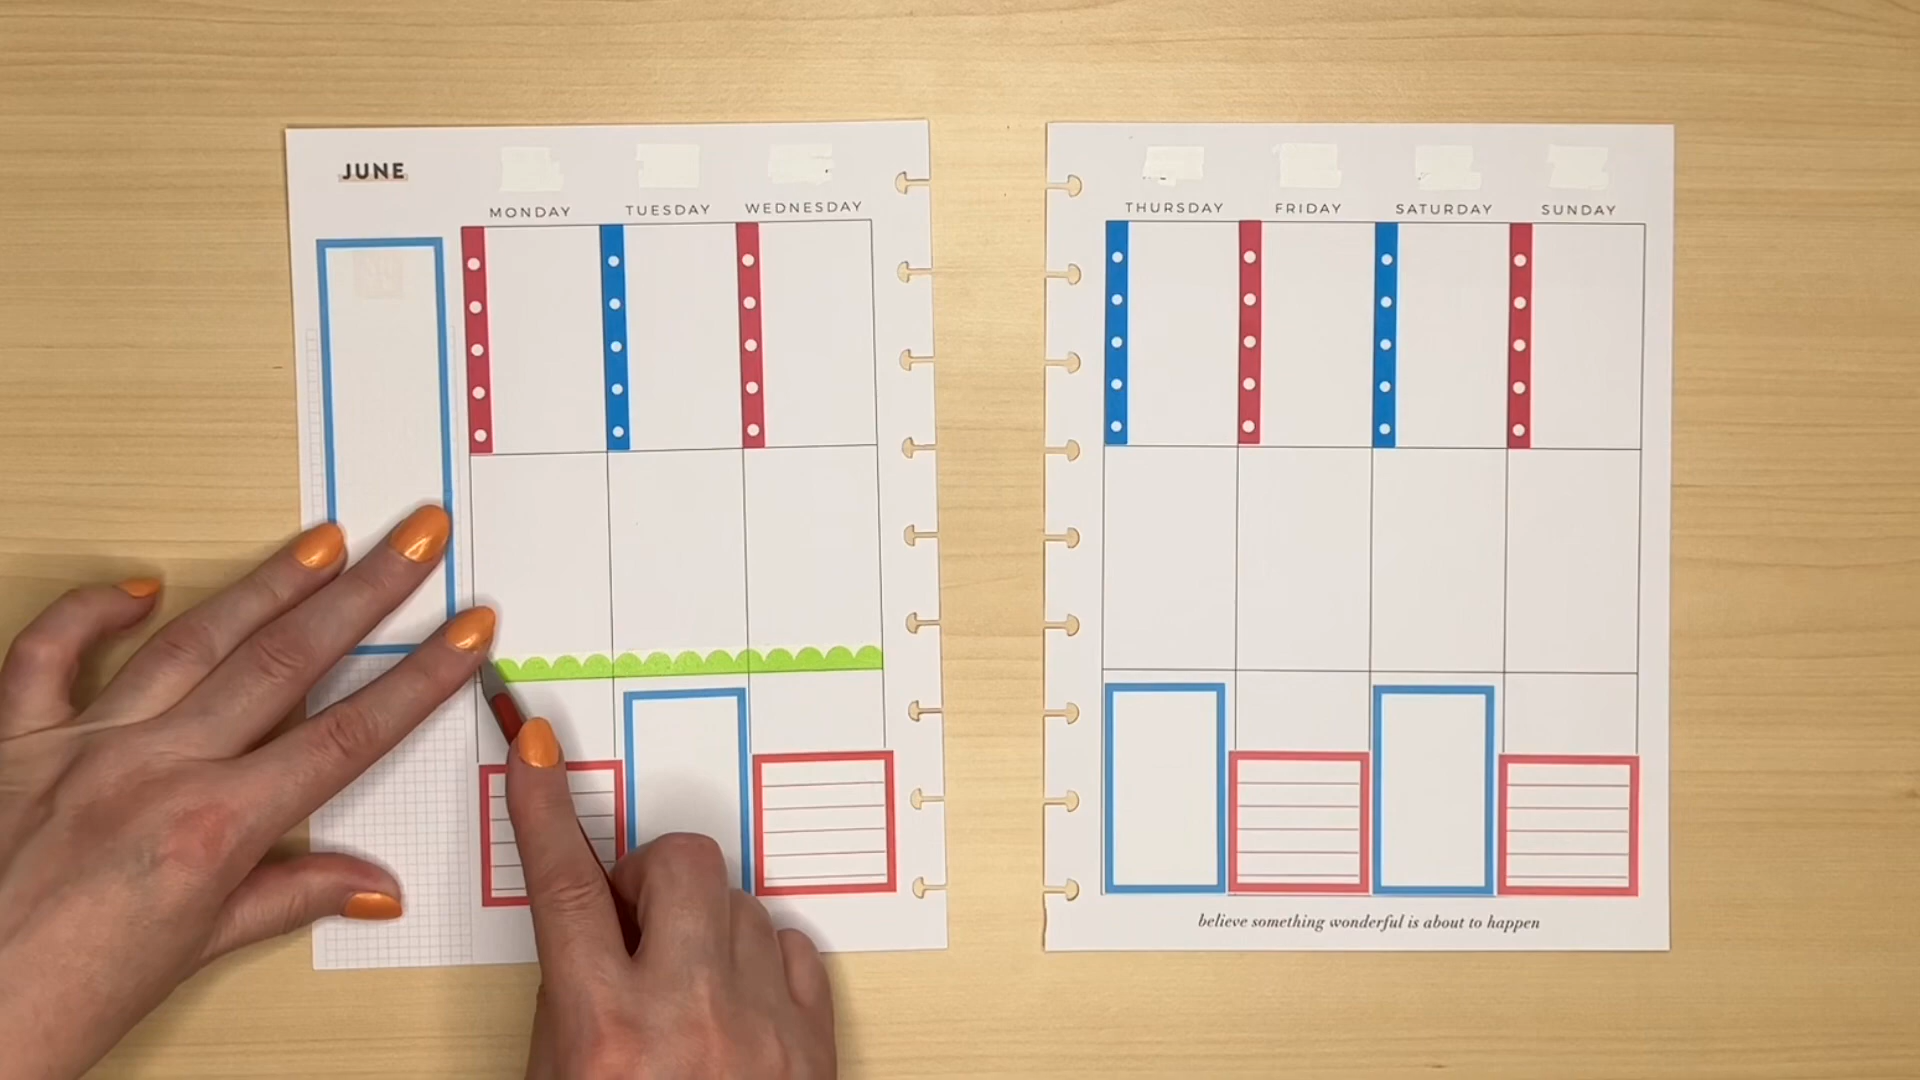 JUNE
MONDAY TUESDAY WEDNESDAY
THURSDAY FRIDAY SATURDAY SUNDAY
believe something wonderful is about to happen